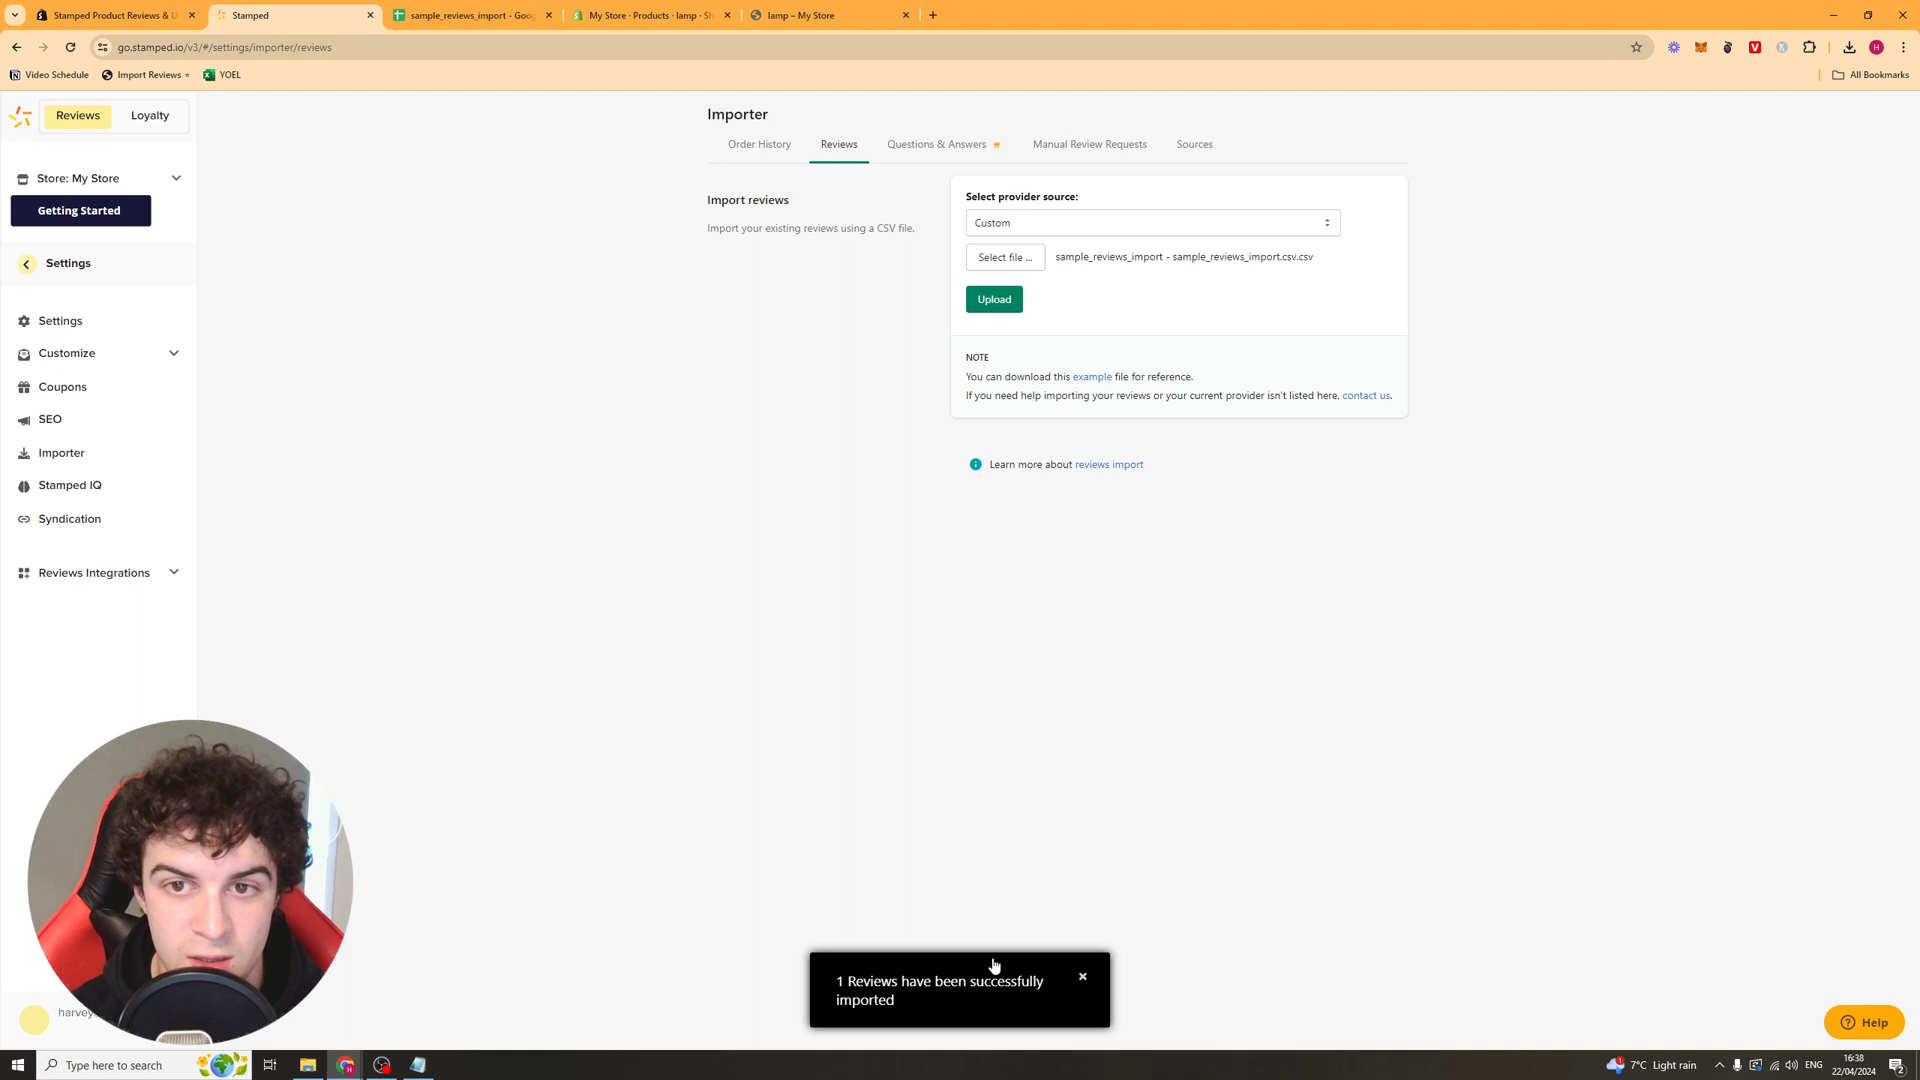 Stamped Product Reviews & U
Stamped
sample_reviews_import - Goog
My Store · Products · lamp · Sh
lamp – My Store
go.stamped.io/v3/#/settings/importer/reviews
Video Schedule
Import Reviews
YOEL
All Bookmarks
Reviews
Loyalty
Store: My Store
Getting Started
Settings
Settings
Customize
Coupons
SEO
Importer
Stamped IQ
Syndication
Reviews Integrations
harvey
Importer
Order History
Reviews
Questions & Answers
Manual Review Requests
Sources
Import reviews
Import your existing reviews using a CSV file.
Select provider source:
Custom
Select file ...
sample_reviews_import - sample_reviews_import.csv.csv
Upload
NOTE
You can download this example file for reference.
If you need help importing your reviews or your current provider isn't listed here, contact us.
Learn more about reviews import
1 Reviews have been successfully
imported
Help
Type here to search
7°C Light rain
ENG
16:38
22/04/2024